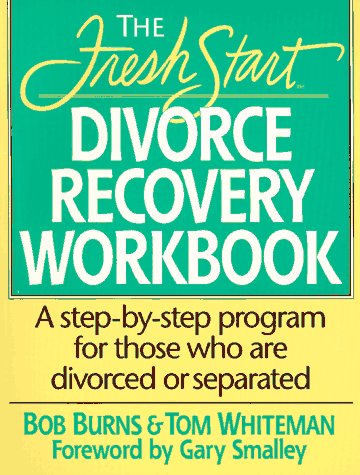 THE
Fresh Start™
DIVORCE
RECOVERY
WORKBOOK
A step-by-step program
for those who are
divorced or separated
BOB BURNS & TOM WHITEMAN
Foreword by Gary Smalley